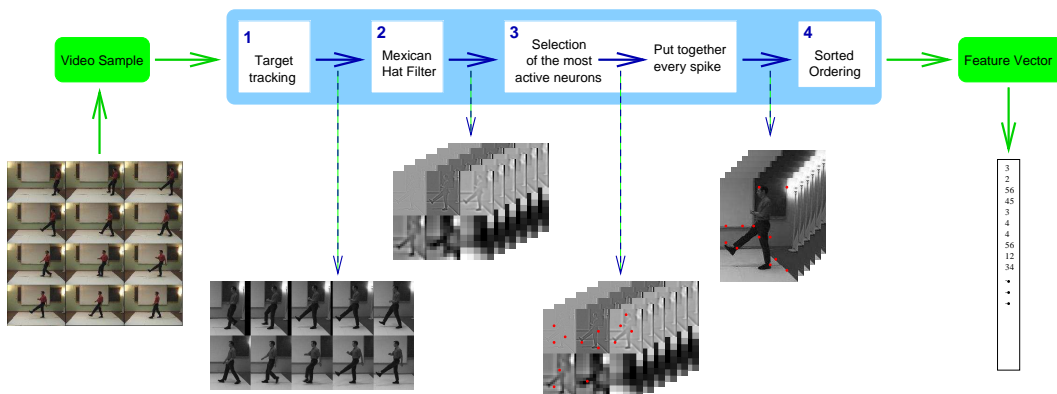 Video Sample
1
Target
tracking
2
Mexican
Hat Filter
3
Selection
of the most
active neurons
Put together
every spike
4
Sorted
Ordering
Feature Vector
3
2
56
45
3
4
4
56
12
34